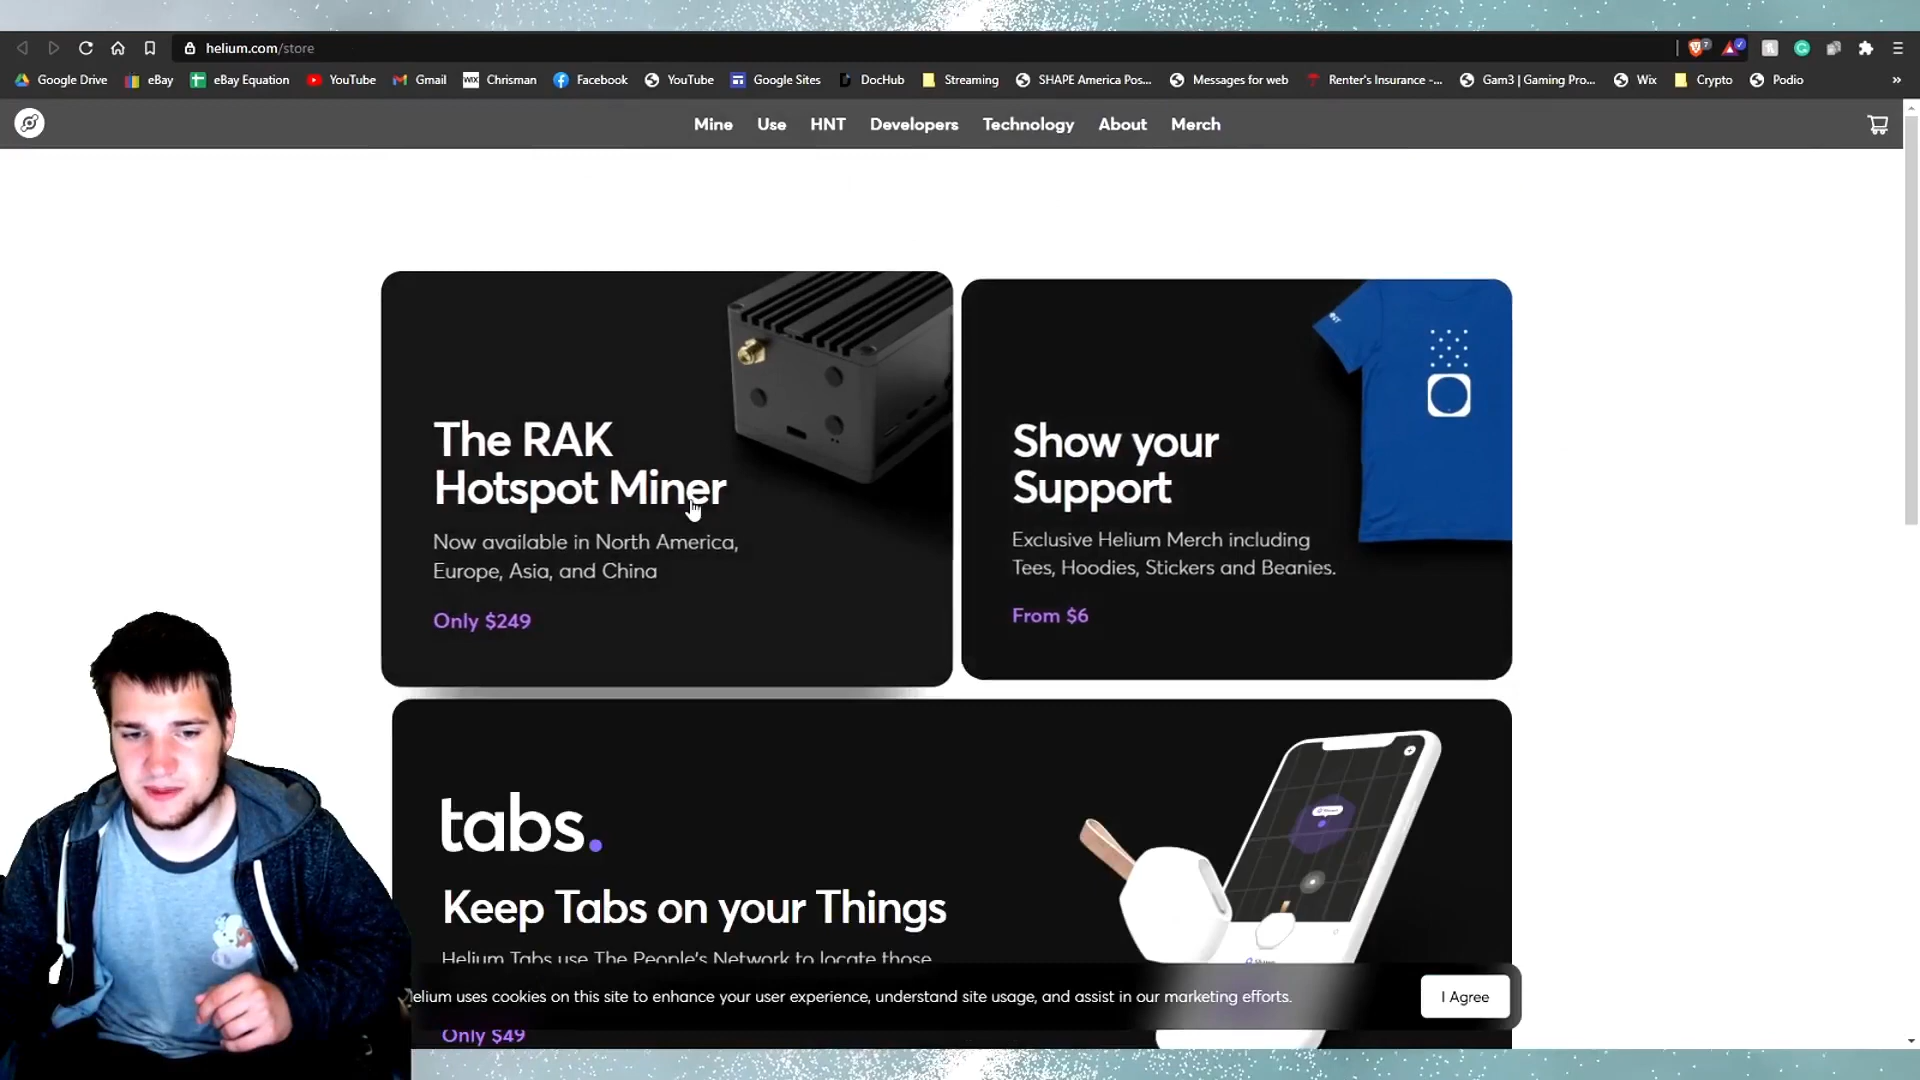 helium.com/store
Google Drive
eBay
eBay Equation
YouTube
Gmail
WIX
Chrisman
Facebook
YouTube
Google Sites
DocHub
Streaming
SHAPE America Pos...
Messages for web
Renter's Insurance -...
Gam3 | Gaming Pro...
Wix
Crypto
Podio
»
Mine
Use
HNT
Developers
Technology
About
Merch
The RAK
Hotspot Miner
Now available in North America,
Europe, Asia, and China
Only $249
Show your
Support
Exclusive Helium Merch including
Tees, Hoodies, Stickers and Beanies.
From $6
tabs.
Keep Tabs on your Things
Helium Tabs use The People's Network to locate those
elium uses cookies on this site to enhance your user experience, understand site usage, and assist in our marketing efforts.
I Agree
Only $49